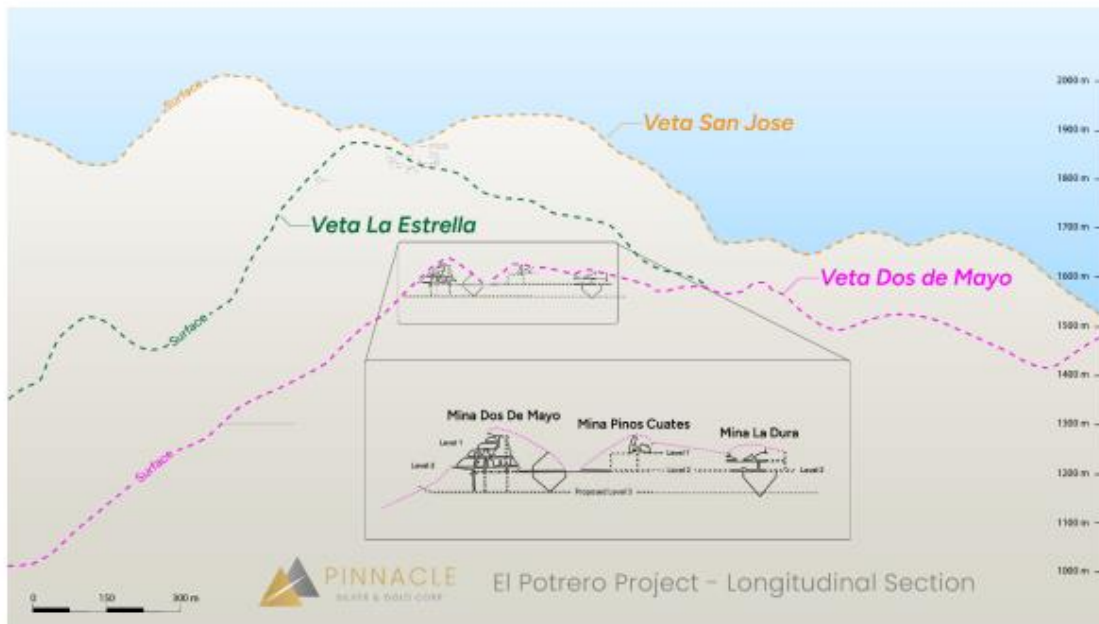 2000 m
Surface
Veta San Jose
1900 m
1800 m
Veta La Estrella
1700 m
Veta Dos de Mayo
1600 m
Surface
1500 m
1400 m
Mina Dos De Mayo
Mina Pinos Cuates
Mina La Dura
1300 m
Level 1
Level 1
Level 2
Level 2
Level 2
1200 m
Surface
Proposed Level 3
1100 m
PINNACLE
SILVER & GOLD CORP
El Potrero Project - Longitudinal Section
1000 m
0 150 300 m